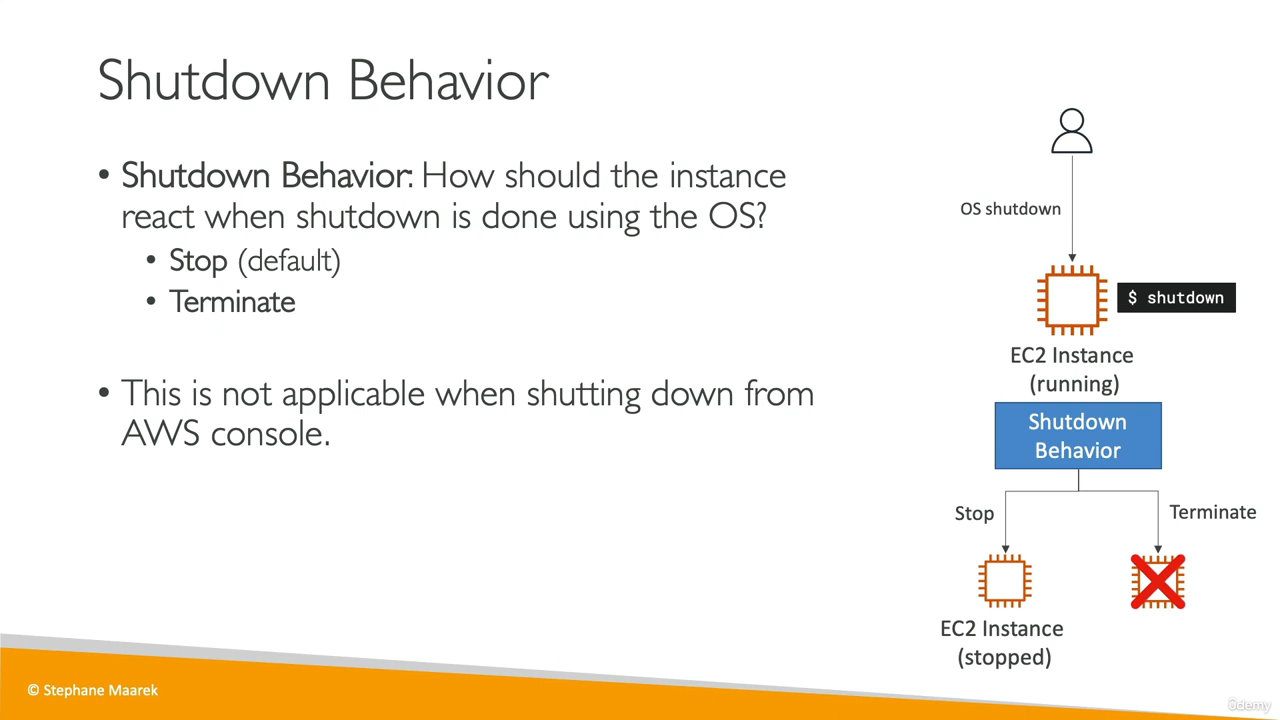 Shutdown Behavior
• Shutdown Behavior: How should the instance
react when shutdown is done using the OS?
• Stop (default)
• Terminate
• This is not applicable when shutting down from
AWS console.
OS shutdown
$ shutdown
EC2 Instance
(running)
Shutdown
Behavior
Stop
Terminate
EC2 Instance
(stopped)
© Stephane Maarek
ûdemy